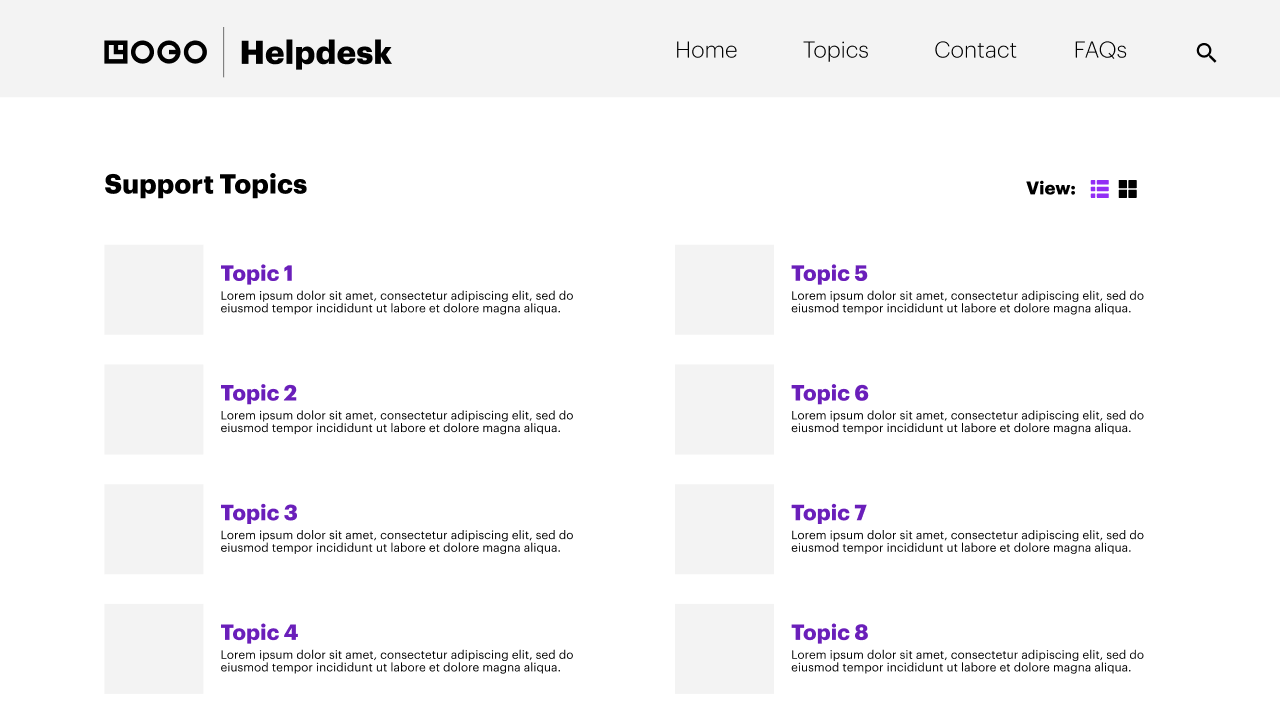 LOGO Helpdesk
Home Topics Contact FAQs
Support Topics
View:
Topic 1
Lorem ipsum dolor sit amet, consectetur adipiscing elit, sed do
eiusmod tempor incididunt ut labore et dolore magna aliqua.
Topic 2
Lorem ipsum dolor sit amet, consectetur adipiscing elit, sed do
eiusmod tempor incididunt ut labore et dolore magna aliqua.
Topic 3
Lorem ipsum dolor sit amet, consectetur adipiscing elit, sed do
eiusmod tempor incididunt ut labore et dolore magna aliqua.
Topic 4
Lorem ipsum dolor sit amet, consectetur adipiscing elit, sed do
eiusmod tempor incididunt ut labore et dolore magna aliqua.
Topic 5
Lorem ipsum dolor sit amet, consectetur adipiscing elit, sed do
eiusmod tempor incididunt ut labore et dolore magna aliqua.
Topic 6
Lorem ipsum dolor sit amet, consectetur adipiscing elit, sed do
eiusmod tempor incididunt ut labore et dolore magna aliqua.
Topic 7
Lorem ipsum dolor sit amet, consectetur adipiscing elit, sed do
eiusmod tempor incididunt ut labore et dolore magna aliqua.
Topic 8
Lorem ipsum dolor sit amet, consectetur adipiscing elit, sed do
eiusmod tempor incididunt ut labore et dolore magna aliqua.